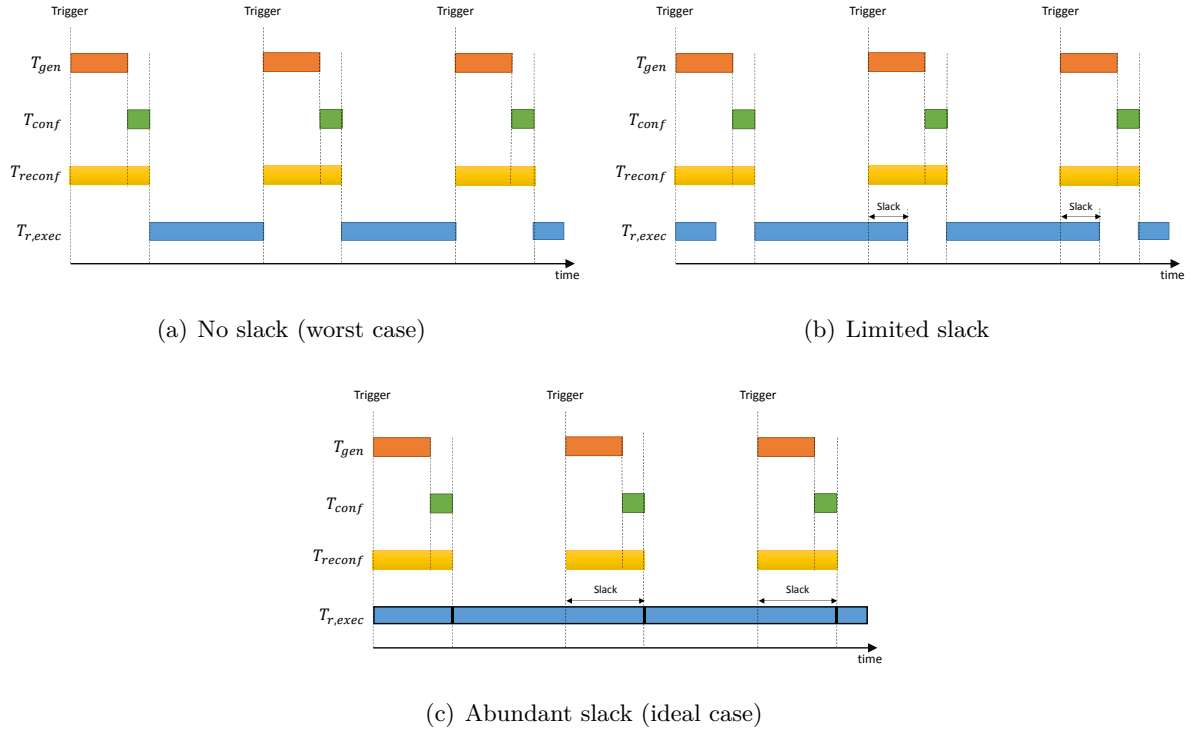 Trigger Trigger Trigger
T_gen
T_conf
T_reconf
T_r,exec
time
(a) No slack (worst case)
Trigger Trigger Trigger
T_gen
T_conf
T_reconf
Slack Slack
T_r,exec
time
(b) Limited slack
Trigger Trigger Trigger
T_gen
T_conf
T_reconf
Slack Slack
T_r,exec
time
(c) Abundant slack (ideal case)